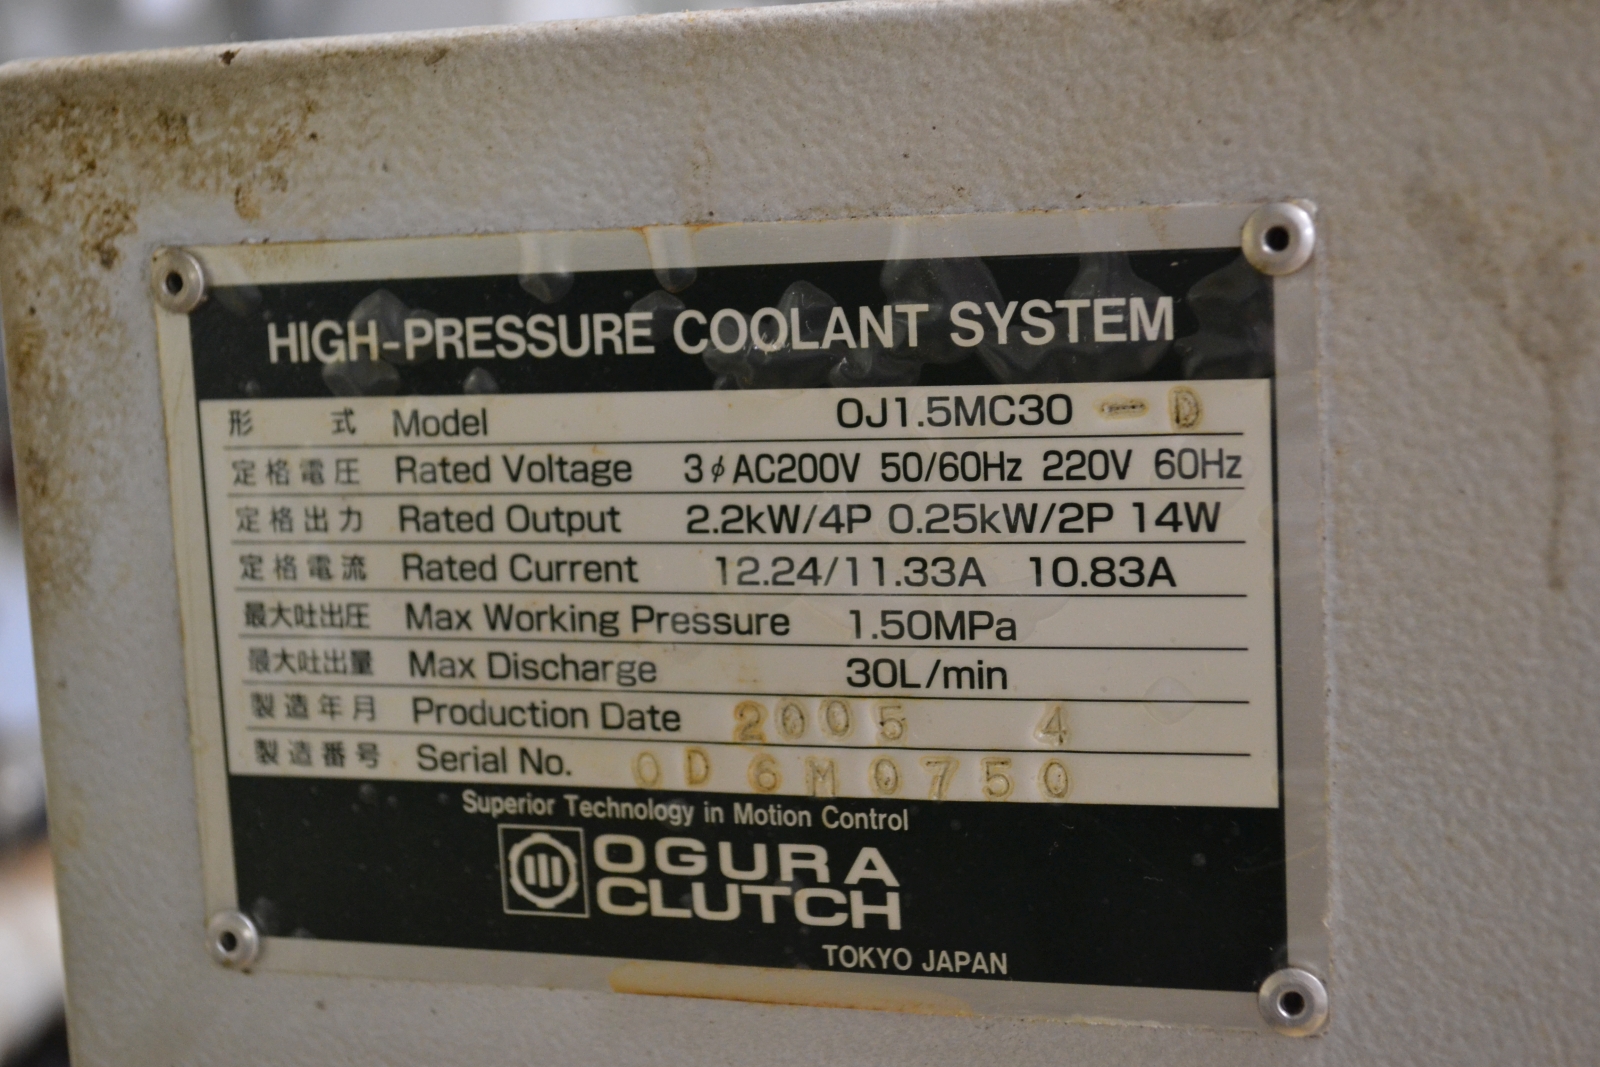 HIGH-PRESSURE COOLANT SYSTEM
形 式 Model OJ1.5MC30 - D
定格電圧 Rated Voltage 3φAC200V 50/60Hz 220V 60Hz
定格出力 Rated Output 2.2kW/4P 0.25kW/2P 14W
定格電流 Rated Current 12.24/11.33A 10.83A
最大吐出圧 Max Working Pressure 1.50MPa
最大吐出量 Max Discharge 30L/min
製造年月 Production Date 2005 4
製造番号 Serial No. 0D6M0750
Superior Technology in Motion Control
OGURA
CLUTCH
TOKYO JAPAN